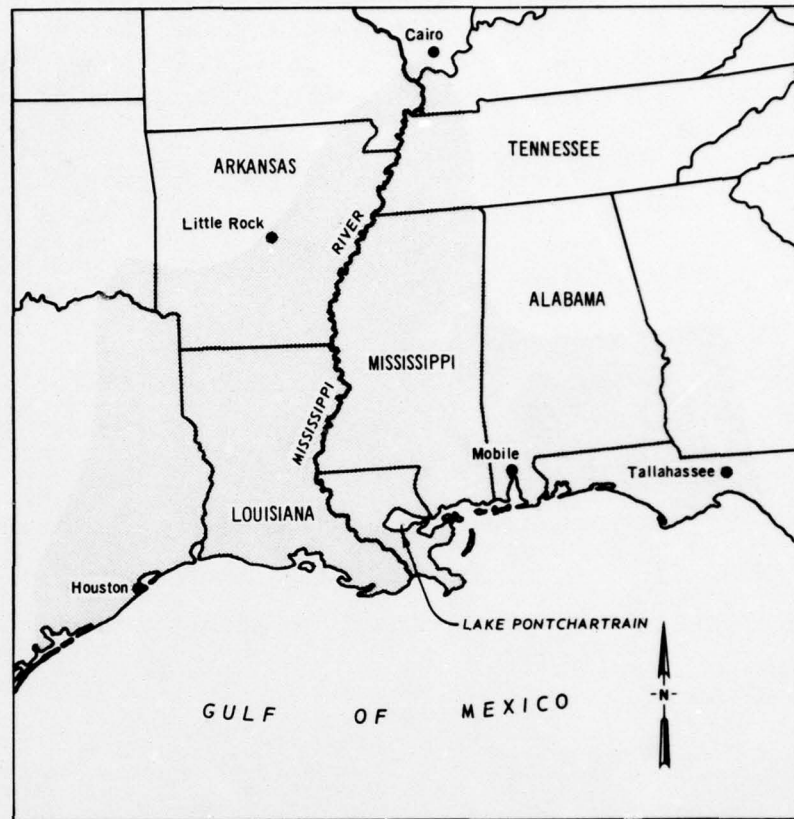 Cairo
TENNESSEE
ARKANSAS
Little Rock
RIVER
ALABAMA
MISSISSIPPI
MISSISSIPPI
Mobile
Tallahassee
LOUISIANA
Houston
LAKE PONTCHARTRAIN
-N-
GULF OF MEXICO